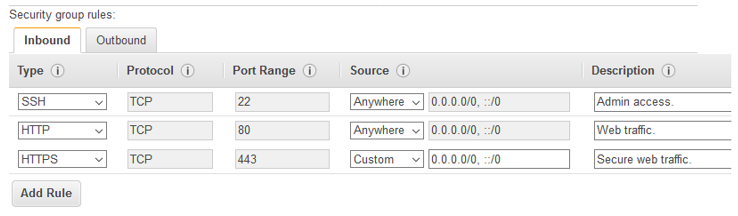 Security group rules:
Inbound Outbound
Type Protocol Port Range Source Description
SSH TCP 22 Anywhere 0.0.0.0/0, ::/0 Admin access.
HTTP TCP 80 Anywhere 0.0.0.0/0, ::/0 Web traffic.
HTTPS TCP 443 Custom 0.0.0.0/0, ::/0 Secure web traffic.
Add Rule